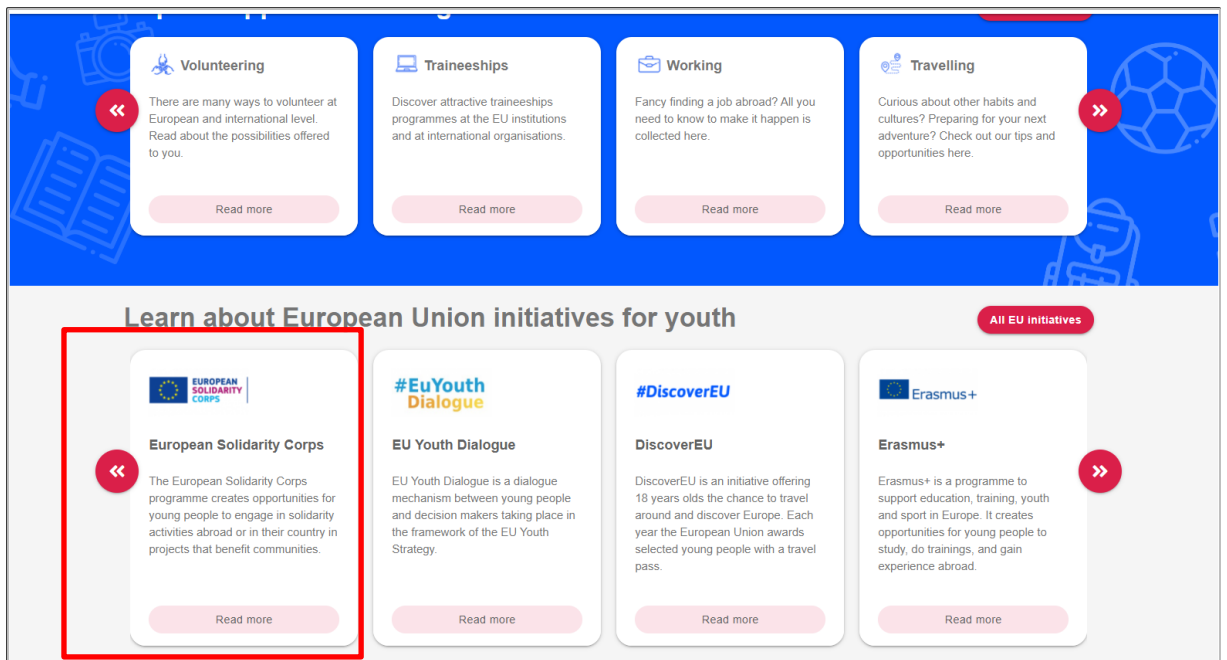 Volunteering
There are many ways to volunteer at
European and international level.
Read about the possibilities offered
to you.
Read more
Traineeships
Discover attractive traineeships
programmes at the EU institutions
and at international organisations.
Read more
Working
Fancy finding a job abroad? All you
need to know to make it happen is
collected here.
Read more
Travelling
Curious about other habits and
cultures? Preparing for your next
adventure? Check out our tips and
opportunities here.
Read more
Learn about European Union initiatives for youth
All EU initiatives
EUROPEAN
SOLIDARITY
CORPS
European Solidarity Corps
The European Solidarity Corps
programme creates opportunities for
young people to engage in solidarity
activities abroad or in their country in
projects that benefit communities.
Read more
#EuYouth
Dialogue
EU Youth Dialogue
EU Youth Dialogue is a dialogue
mechanism between young people
and decision makers taking place in
the framework of the EU Youth
Strategy.
Read more
#DiscoverEU
DiscoverEU
DiscoverEU is an initiative offering
18 years olds the chance to travel
around and discover Europe. Each
year the European Union awards
selected young people with a travel
pass.
Read more
Erasmus+
Erasmus+
Erasmus+ is a programme to
support education, training, youth
and sport in Europe. It creates
opportunities for young people to
study, do trainings, and gain
experience abroad.
Read more